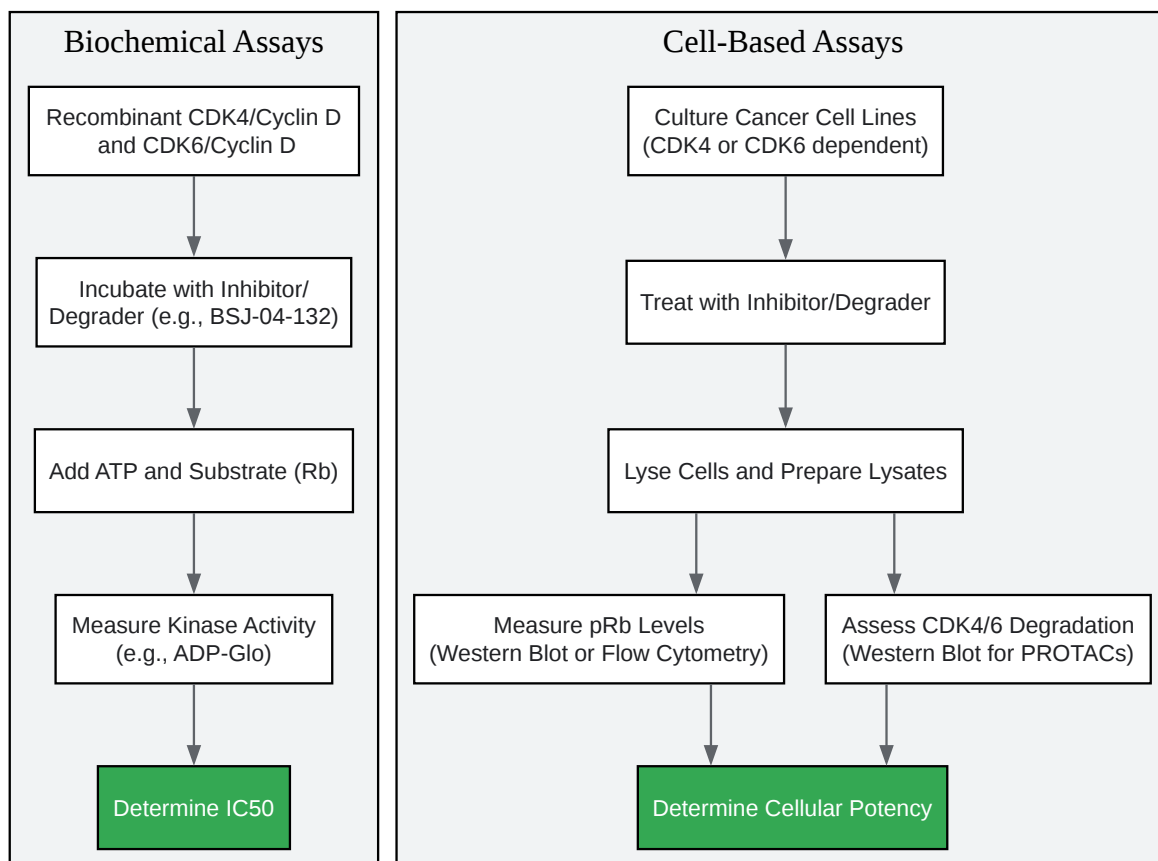 Biochemical Assays
Recombinant CDK4/Cyclin D
and CDK6/Cyclin D
Incubate with Inhibitor/
Degrader (e.g., BSJ-04-132)
Add ATP and Substrate (Rb)
Measure Kinase Activity
(e.g., ADP-Glo)
Determine IC50
Cell-Based Assays
Culture Cancer Cell Lines
(CDK4 or CDK6 dependent)
Treat with Inhibitor/Degrader
Lyse Cells and Prepare Lysates
Measure pRb Levels
(Western Blot or Flow Cytometry)
Assess CDK4/6 Degradation
(Western Blot for PROTACs)
Determine Cellular Potency